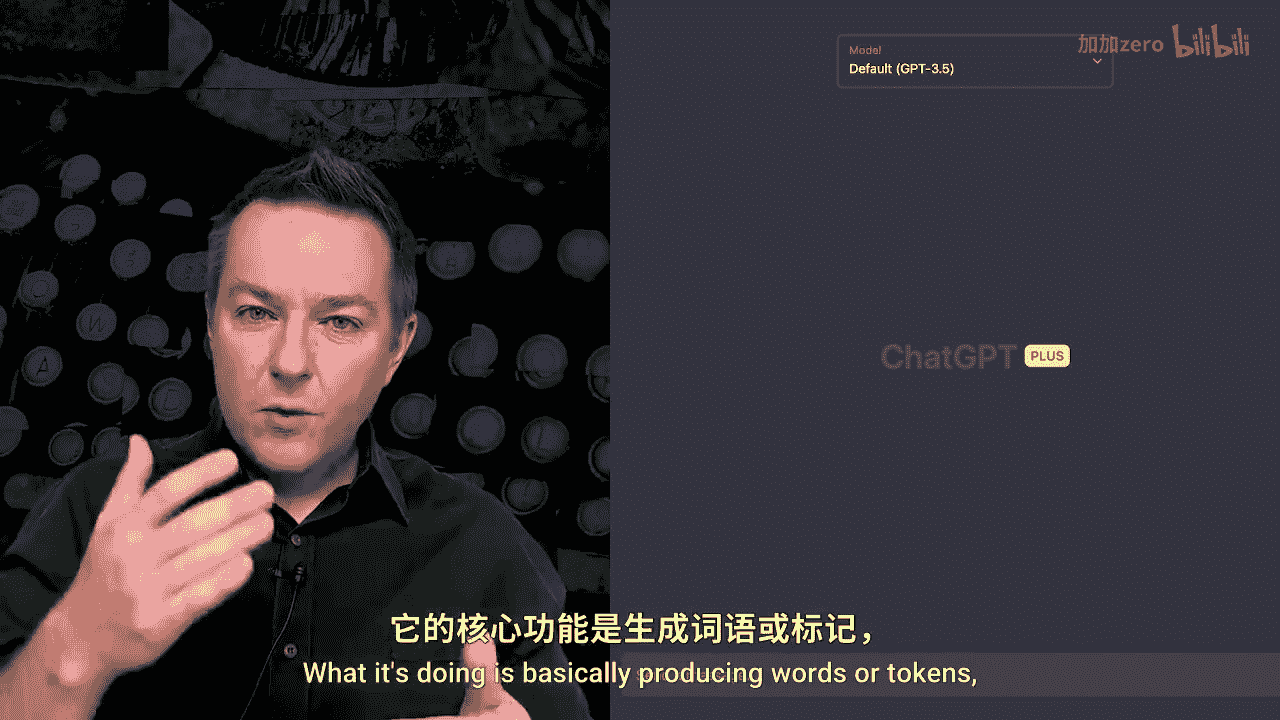 加加zero bilibili
Model
Default (GPT-3.5)
ChatGPT PLUS
它的核心功能是生成词语或标记，
What it's doing is basically producing words or tokens,